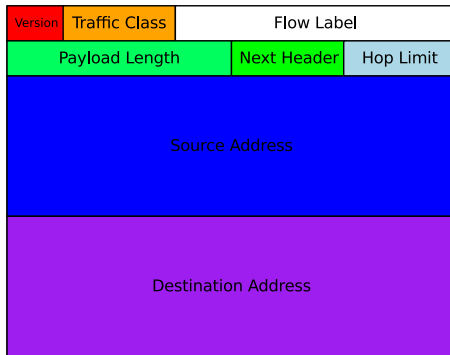 Version Traffic Class Flow Label
Payload Length Next Header Hop Limit
Source Address
Destination Address